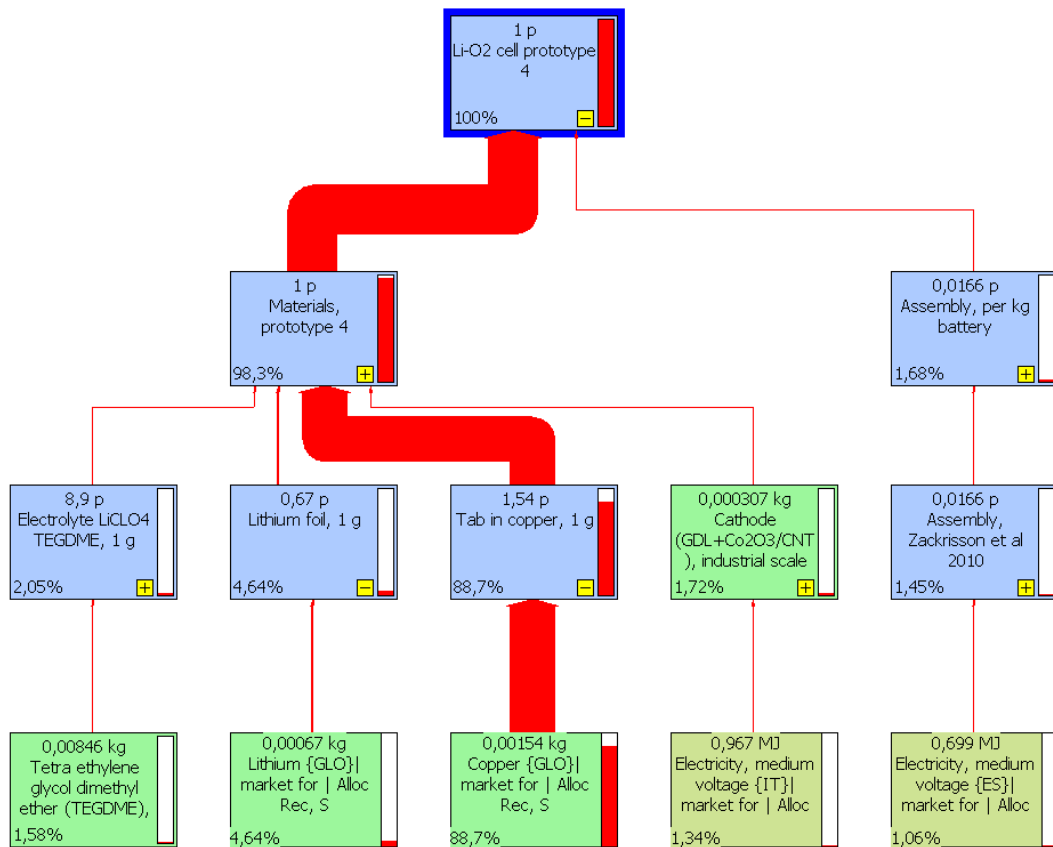 1 p
Li-O2 cell prototype
4
100%
1 p
Materials,
prototype 4
98,3%
0,0166 p
Assembly, per kg
battery
1,68%
8,9 p
Electrolyte LiCLO4
TEGDME, 1 g
2,05%
0,67 p
Lithium foil, 1 g
4,64%
1,54 p
Tab in copper, 1 g
88,7%
0,000307 kg
Cathode
(GDL+Co2O3/CNT
), industrial scale
1,72%
0,0166 p
Assembly,
Zackrisson et al
2010
1,45%
0,00846 kg
Tetra ethylene
glycol dimethyl
ether (TEGDME),
1,58%
0,00067 kg
Lithium {GLO}|
market for | Alloc
Rec, S
4,64%
0,00154 kg
Copper {GLO}|
market for | Alloc
Rec, S
88,7%
0,967 MJ
Electricity, medium
voltage {IT}|
market for | Alloc
1,34%
0,699 MJ
Electricity, medium
voltage {ES}|
market for | Alloc
1,06%